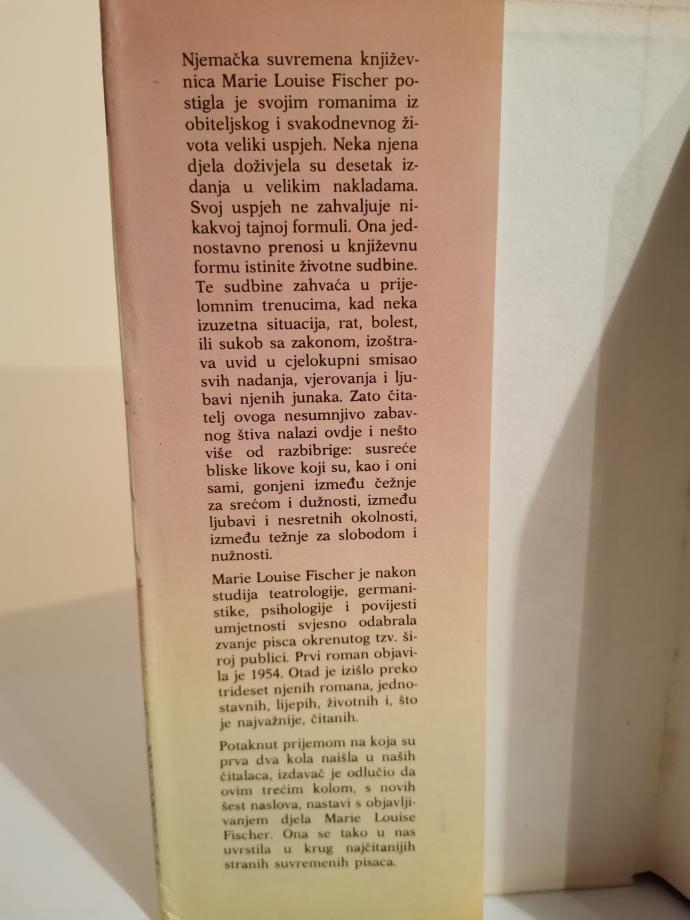 Njemačka suvremena književ-
nica Marie Louise Fischer po-
stigla je svojim romanima iz
obiteljskog i svakodnevnog ži-
vota veliki uspjeh. Neka njena
djela doživjela su desetak iz-
danja u velikim nakladama.
Svoj uspjeh ne zahvaljuje ni-
kakvoj tajnoj formuli. Ona jed-
nostavno prenosi u književnu
formu istinite životne sudbine.
Te sudbine zahvaća u prije-
lomnim trenucima, kad neka
izuzetna situacija, rat, bolest,
ili sukob sa zakonom, izoštra-
va uvid u cjelokupni smisao
svih nadanja, vjerovanja i lju-
bavi njenih junaka. Zato čita-
telj ovoga nesumnjivo zabav-
nog štiva nalazi ovdje i nešto
više od razbibrige: susreće
bliske likove koji su, kao i oni
sami, gonjeni između čežnje
za srećom i dužnosti, između
ljubavi i nesretnih okolnosti,
između težnje za slobodom i
nužnosti.
Marie Louise Fischer je nakon
studija teatrologije, germani-
stike, psihologije i povijesti
umjetnosti svjesno odabrala
zvanje pisca okrenutog tzv. ši-
roj publici. Prvi roman objavi-
la je 1954. Otad je izišlo preko
trideset njenih romana, jedno-
stavnih, lijepih, životnih i, što
je najvažnije, čitanih.
Potaknut prijemom na koja su
prva dva kola naišla u naših
čitalaca, izdavač je odlučio da
ovim trećim kolom, s novih
šest naslova, nastavi s objavlji-
vanjem djela Marie Louise
Fischer. Ona se tako u nas
uvrstila u krug najčitanijih
stranih suvremenih pisaca.